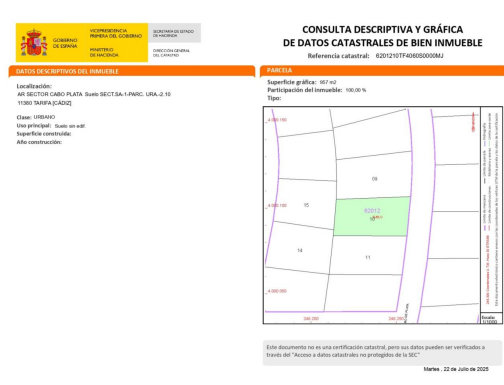 GOBIERNO
DE ESPAÑA
VICEPRESIDENCIA
PRIMERA DEL GOBIERNO
MINISTERIO
DE HACIENDA
SECRETARÍA DE ESTADO
DE HACIENDA
DIRECCIÓN GENERAL
DEL CATASTRO
CONSULTA DESCRIPTIVA Y GRÁFICA
DE DATOS CATASTRALES DE BIEN INMUEBLE
Referencia catastral: 6201210TF4060S0000MJ
DATOS DESCRIPTIVOS DEL INMUEBLE
Localización:
AR SECTOR CABO PLATA Suelo SECT.SA-1-PARC. URA.-2.10
11380 TARIFA [CÁDIZ]
Clase: URBANO
Uso principal: Suelo sin edif.
Superficie construida:
Año construcción:
PARCELA
Superficie gráfica: 957 m2
Participación del inmueble: 100,00 %
Tipo:
09
15
62012
10
14
11
Escala:
1/1000
Este documento no es una certificación catastral, pero sus datos pueden ser verificados a
través del "Acceso a datos catastrales no protegidos de la SEC"
Martes , 22 de Julio de 2025